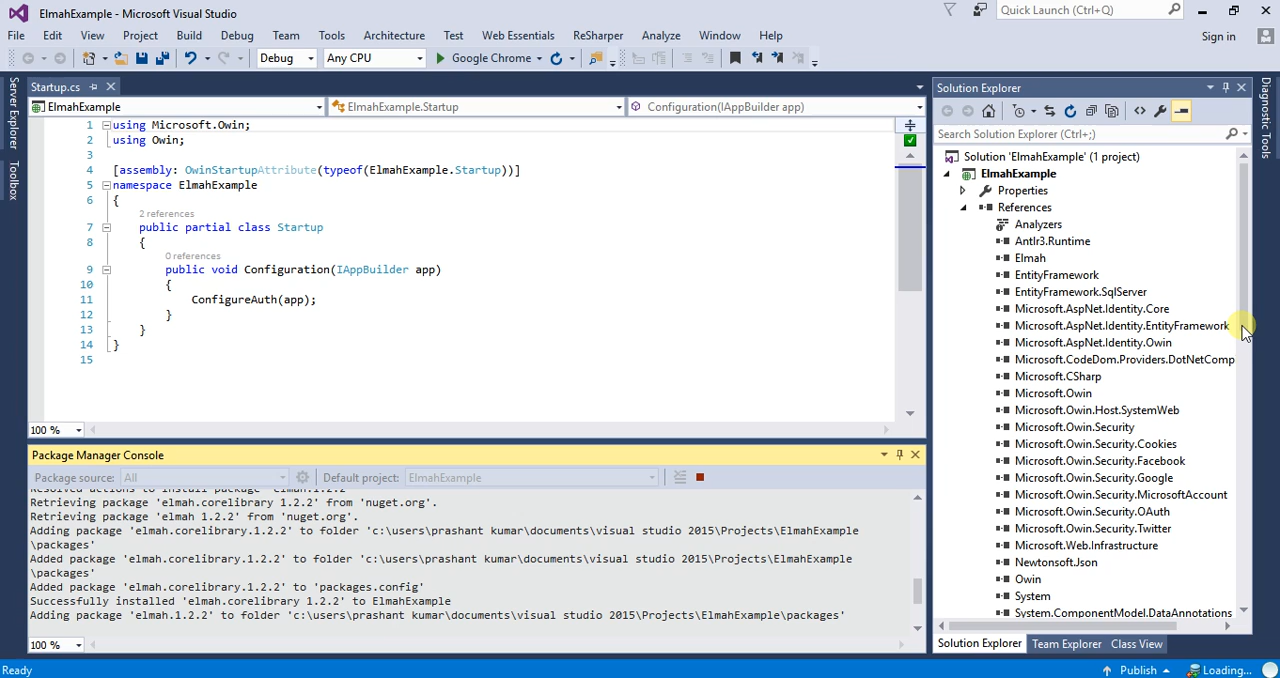 ElmahExample - Microsoft Visual Studio
Quick Launch (Ctrl+Q)
File Edit View Project Build Debug Team Tools Architecture Test Web Essentials ReSharper Analyze Window Help
Sign in
Debug Any CPU Google Chrome
Server Explorer
Toolbox
Startup.cs
ElmahExample ElmahExample.Startup Configuration(IAppBuilder app)
1 using Microsoft.Owin;
2 using Owin;
3
4 [assembly: OwinStartupAttribute(typeof(ElmahExample.Startup))]
5 namespace ElmahExample
6 {
2 references
7 public partial class Startup
8 {
0 references
9 public void Configuration(IAppBuilder app)
10 {
11 ConfigureAuth(app);
12 }
13 }
14 }
15
100 %
Package Manager Console
Package source: All Default project: ElmahExample
Retrieving package 'elmah.corelibrary 1.2.2' from 'nuget.org'.
Retrieving package 'elmah 1.2.2' from 'nuget.org'.
Adding package 'elmah.corelibrary.1.2.2' to folder 'c:\users\prashant kumar\documents\visual studio 2015\Projects\ElmahExample
\packages'
Added package 'elmah.corelibrary.1.2.2' to folder 'c:\users\prashant kumar\documents\visual studio 2015\Projects\ElmahExample
\packages'
Added package 'elmah.corelibrary.1.2.2' to 'packages.config'
Successfully installed 'elmah.corelibrary 1.2.2' to ElmahExample
Adding package 'elmah.1.2.2' to folder 'c:\users\prashant kumar\documents\visual studio 2015\Projects\ElmahExample\packages'
100 %
Solution Explorer
Search Solution Explorer (Ctrl+;)
Solution 'ElmahExample' (1 project)
ElmahExample
Properties
References
Analyzers
Antlr3.Runtime
Elmah
EntityFramework
EntityFramework.SqlServer
Microsoft.AspNet.Identity.Core
Microsoft.AspNet.Identity.EntityFramework
Microsoft.AspNet.Identity.Owin
Microsoft.CodeDom.Providers.DotNetComp
Microsoft.CSharp
Microsoft.Owin
Microsoft.Owin.Host.SystemWeb
Microsoft.Owin.Security
Microsoft.Owin.Security.Cookies
Microsoft.Owin.Security.Facebook
Microsoft.Owin.Security.Google
Microsoft.Owin.Security.MicrosoftAccount
Microsoft.Owin.Security.OAuth
Microsoft.Owin.Security.Twitter
Microsoft.Web.Infrastructure
Newtonsoft.Json
Owin
System
System.ComponentModel.DataAnnotations
Solution Explorer Team Explorer Class View
Diagnostic Tools
Ready
Publish Loading...